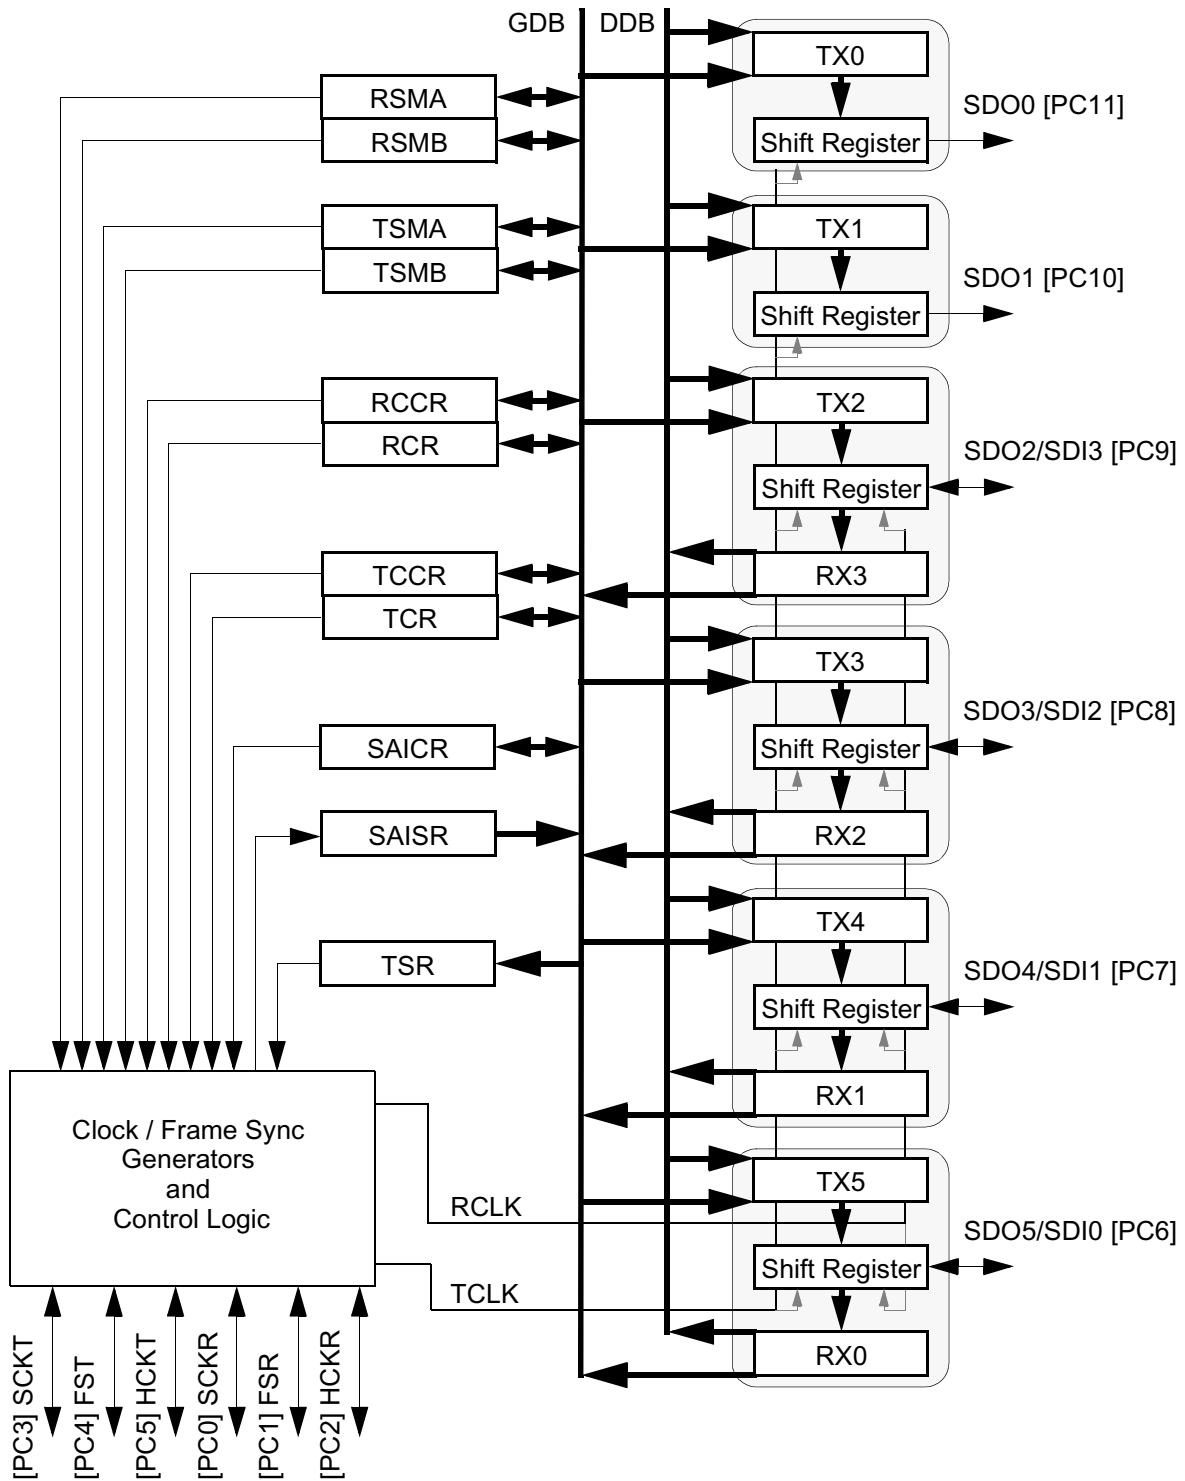 GDB
DDB
TX0
RSMA
SDO0 [PC11]
RSMB
Shift Register
TSMA
TX1
TSMB
SDO1 [PC10]
Shift Register
RCCR
TX2
RCR
SDO2/SDI3 [PC9]
Shift Register
TCCR
RX3
TCR
TX3
SDO3/SDI2 [PC8]
SAICR
Shift Register
SAISR
RX2
TX4
TSR
SDO4/SDI1 [PC7]
Shift Register
RX1
Clock / Frame Sync
Generators
and
Control Logic
TX5
RCLK
SDO5/SDI0 [PC6]
Shift Register
TCLK
RX0
[PC3] SCKT
[PC4] FST
[PC5] HCKT
[PC0] SCKR
[PC1] FSR
[PC2] HCKR